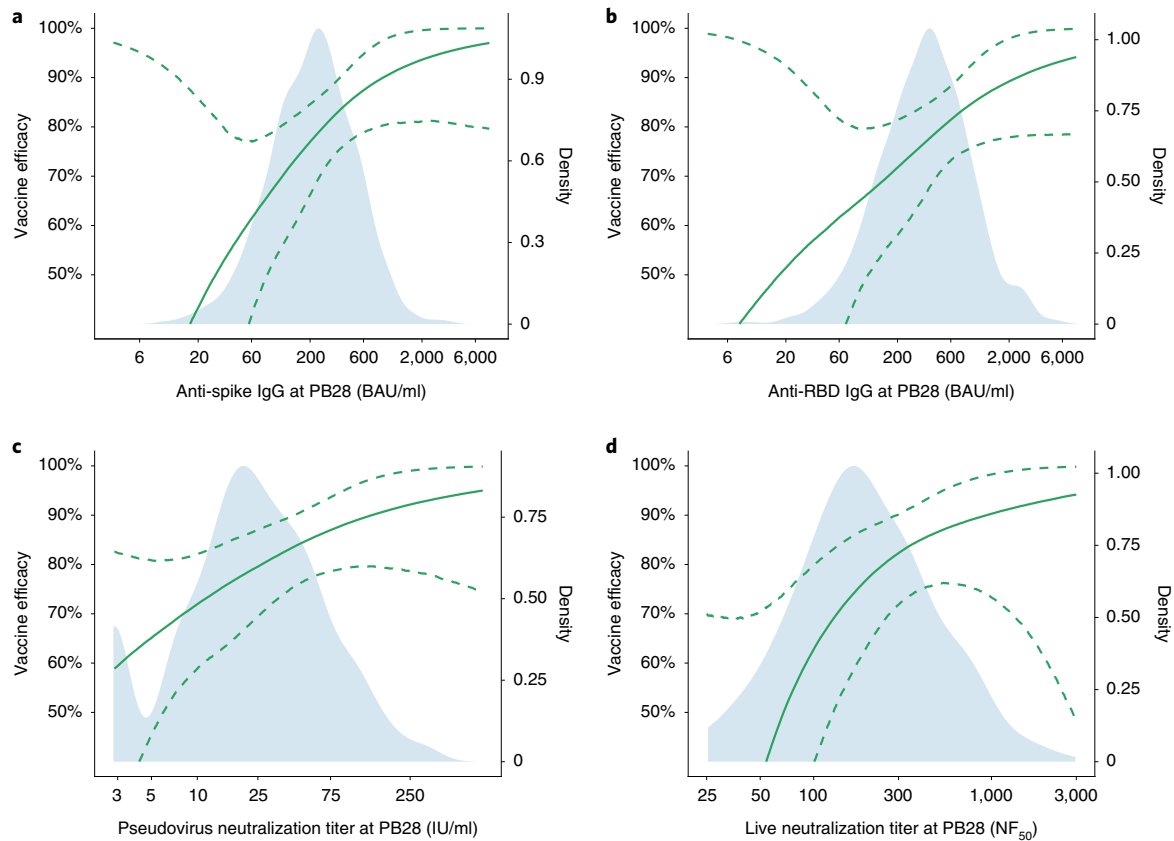 a
100%
90%
80%
70%
60%
50%
Vaccine efficacy
0.9
0.6
0.3
0
Density
6 20 60 200 600 2,000 6,000
Anti-spike IgG at PB28 (BAU/ml)
b
100%
90%
80%
70%
60%
50%
Vaccine efficacy
1.00
0.75
0.50
0.25
0
Density
6 20 60 200 600 2,000 6,000
Anti-RBD IgG at PB28 (BAU/ml)
c
100%
90%
80%
70%
60%
50%
Vaccine efficacy
0.75
0.50
0.25
0
Density
3 5 10 25 75 250
Pseudovirus neutralization titer at PB28 (IU/ml)
d
100%
90%
80%
70%
60%
50%
Vaccine efficacy
1.00
0.75
0.50
0.25
0
Density
25 50 100 300 1,000 3,000
Live neutralization titer at PB28 (NF50)